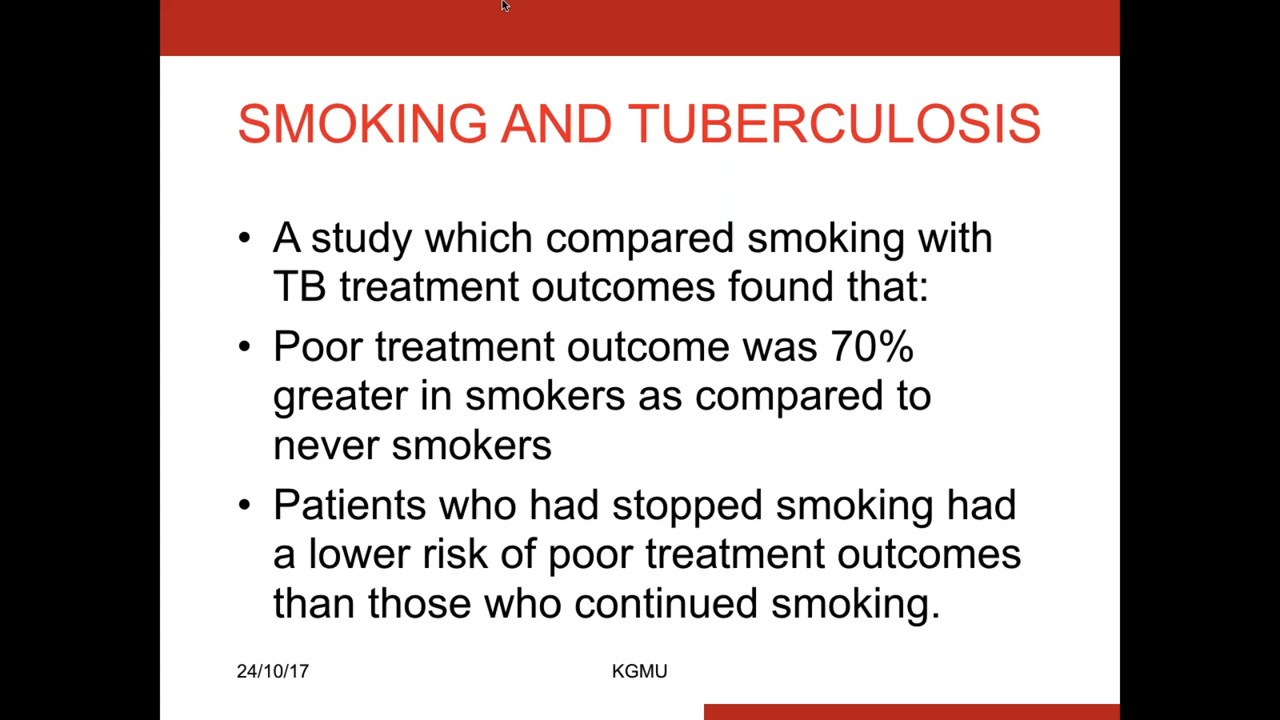 SMOKING AND TUBERCULOSIS
• A study which compared smoking with
TB treatment outcomes found that:
• Poor treatment outcome was 70%
greater in smokers as compared to
never smokers
• Patients who had stopped smoking had
a lower risk of poor treatment outcomes
than those who continued smoking.
24/10/17 KGMU